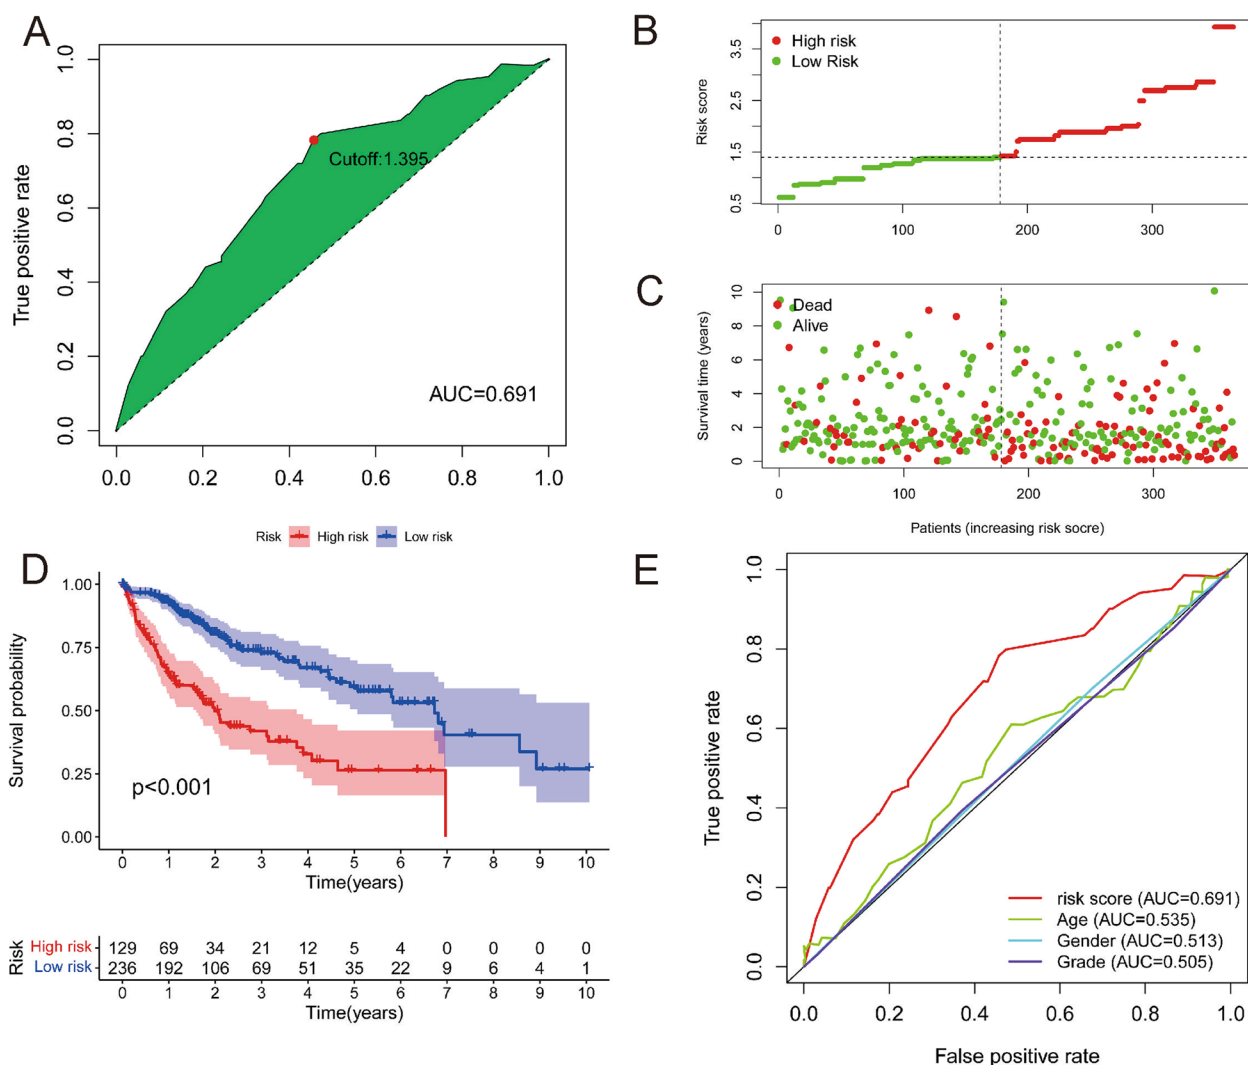 A
1.0
0.8
0.6
0.4
0.2
0.0
True positive rate
Cutoff:1.395
AUC=0.691
0.0 0.2 0.4 0.6 0.8 1.0
B
High risk
Low Risk
Risk score
3.5
2.5
1.5
0.5
0 100 200 300
C
Dead
Alive
Survival time (years)
10
8
6
4
2
0
0 100 200 300
Patients (increasing risk socre)
Risk High risk Low risk
D
1.00
0.75
0.50
0.25
0.00
Survival probability
p<0.001
0 1 2 3 4 5 6 7 8 9 10
Time(years)
Risk
High risk 129 69 34 21 12 5 4 0 0 0 0
Low risk 236 192 106 69 51 35 22 9 6 4 1
0 1 2 3 4 5 6 7 8 9 10
Time(years)
E
1.0
0.8
0.6
0.4
0.2
0.0
True positive rate
risk score (AUC=0.691)
Age (AUC=0.535)
Gender (AUC=0.513)
Grade (AUC=0.505)
0.0 0.2 0.4 0.6 0.8 1.0
False positive rate